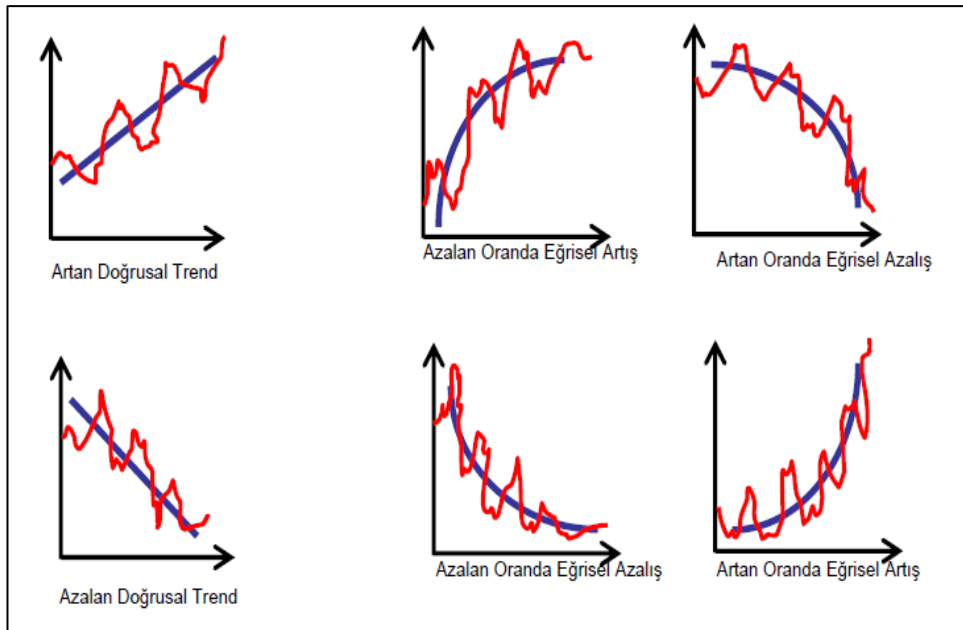 Artan Doğrusal Trend
Azalan Oranda Eğrisel Artış
Artan Oranda Eğrisel Azalış
Azalan Doğrusal Trend
Azalan Oranda Eğrisel Azalış
Artan Oranda Eğrisel Artış